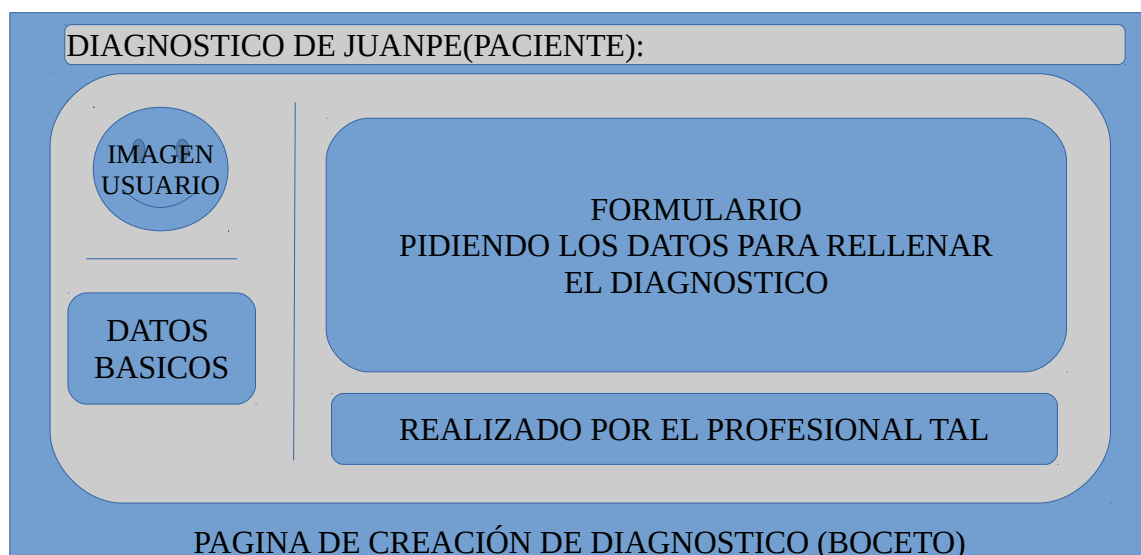 DIAGNOSTICO DE JUANPE(PACIENTE):
IMAGEN
USUARIO
DATOS
BASICOS
FORMULARIO
PIDIENDO LOS DATOS PARA RELLENAR
EL DIAGNOSTICO
REALIZADO POR EL PROFESIONAL TAL
PAGINA DE CREACIÓN DE DIAGNOSTICO (BOCETO)